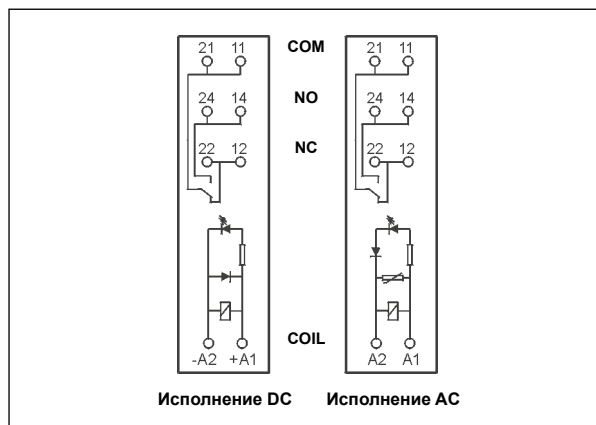 21 11 COM 21 11
24 14 NO 24 14
22 12 NC 22 12
COIL
-A2 +A1 A2 A1
Исполнение DC Исполнение AC